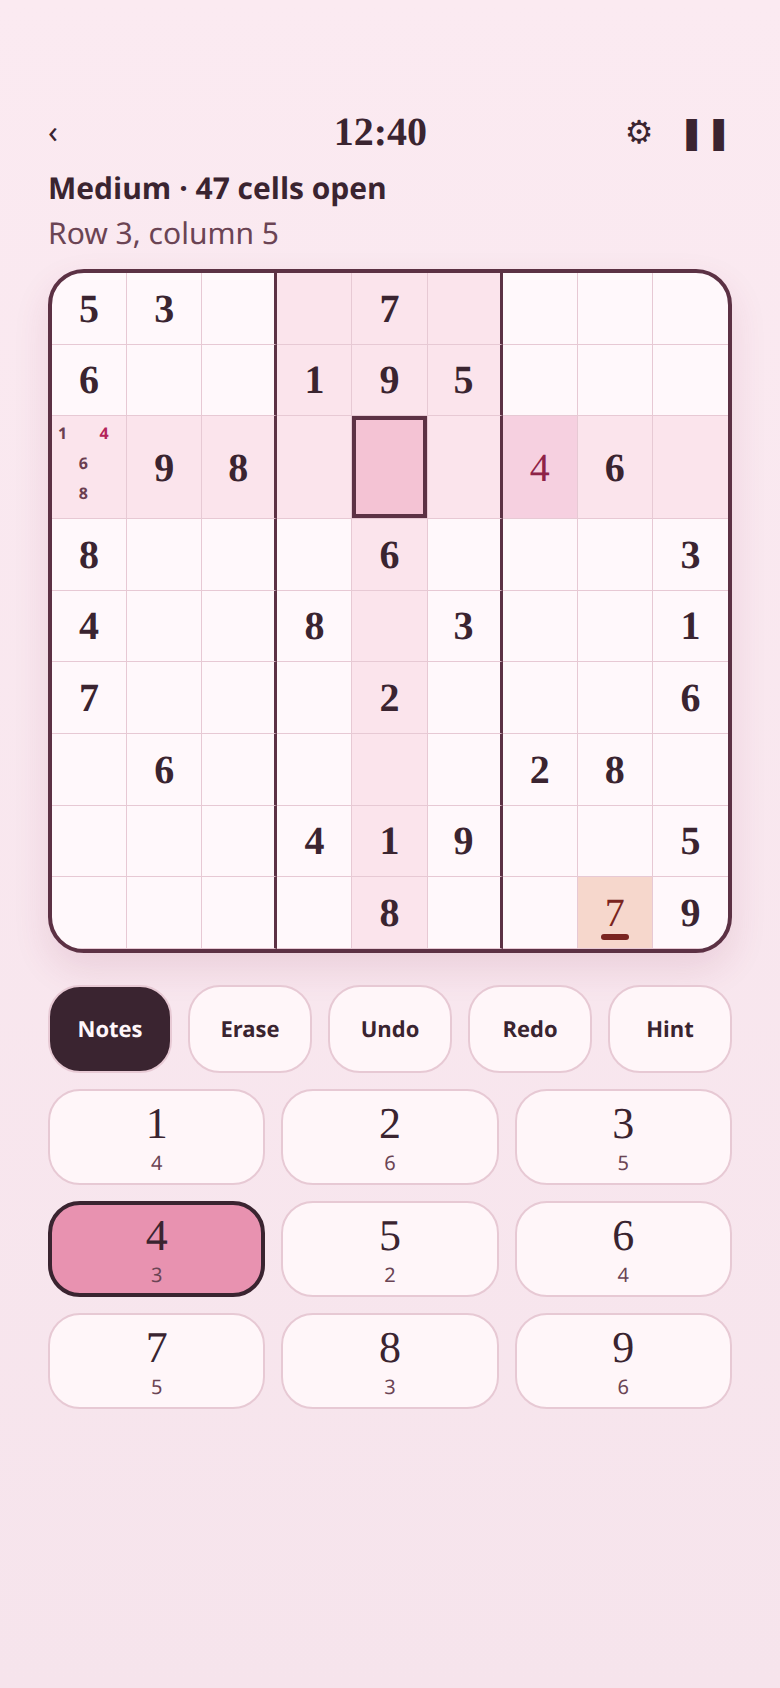 ‹ 12:40 ⚙ ❚❚
Medium · 47 cells open
Row 3, column 5
5 3 7
6 1 9 5
1 4
6
8
9 8 4 6
8 6 3
4 8 3 1
7 2 6
6 2 8
4 1 9 5
8 7 9
Notes Erase Undo Redo Hint
1 2 3
4 6 5
4 5 6
3 2 4
7 8 9
5 3 6